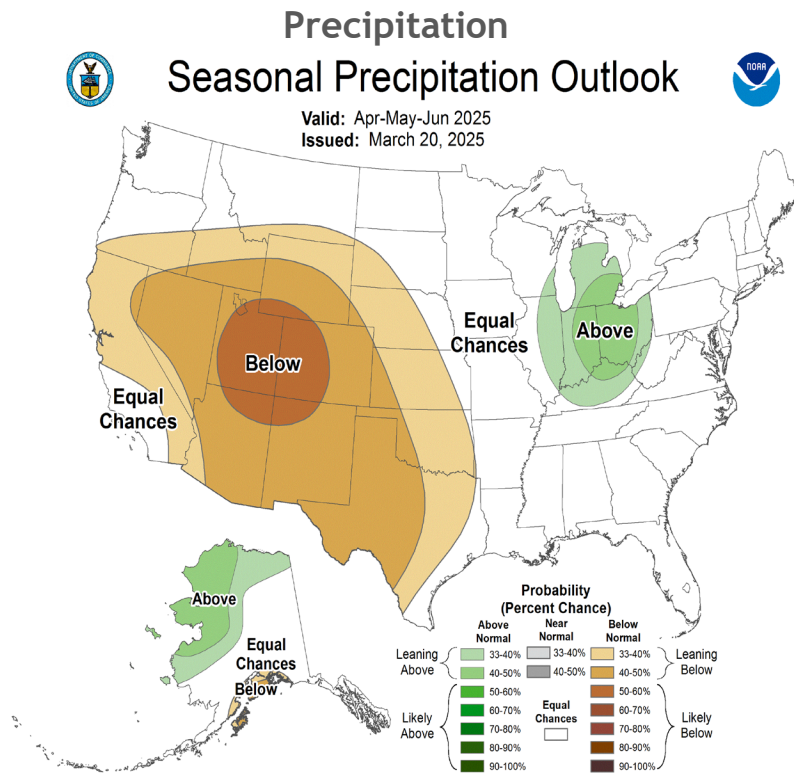 Precipitation
Seasonal Precipitation Outlook
NOAA
Valid: Apr-May-Jun 2025
Issued: March 20, 2025
Equal
Chances
Above
Below
Equal
Chances
Above
Equal
Chances
Below
Probability
(Percent Chance)
Above
Normal
Near
Normal
Below
Normal
Leaning
Above
33-40%
33-40%
33-40%
Leaning
Below
40-50%
40-50%
40-50%
Likely
Above
50-60%
50-60%
60-70%
60-70%
70-80%
70-80%
80-90%
80-90%
90-100%
90-100%
Equal
Chances
Likely
Below